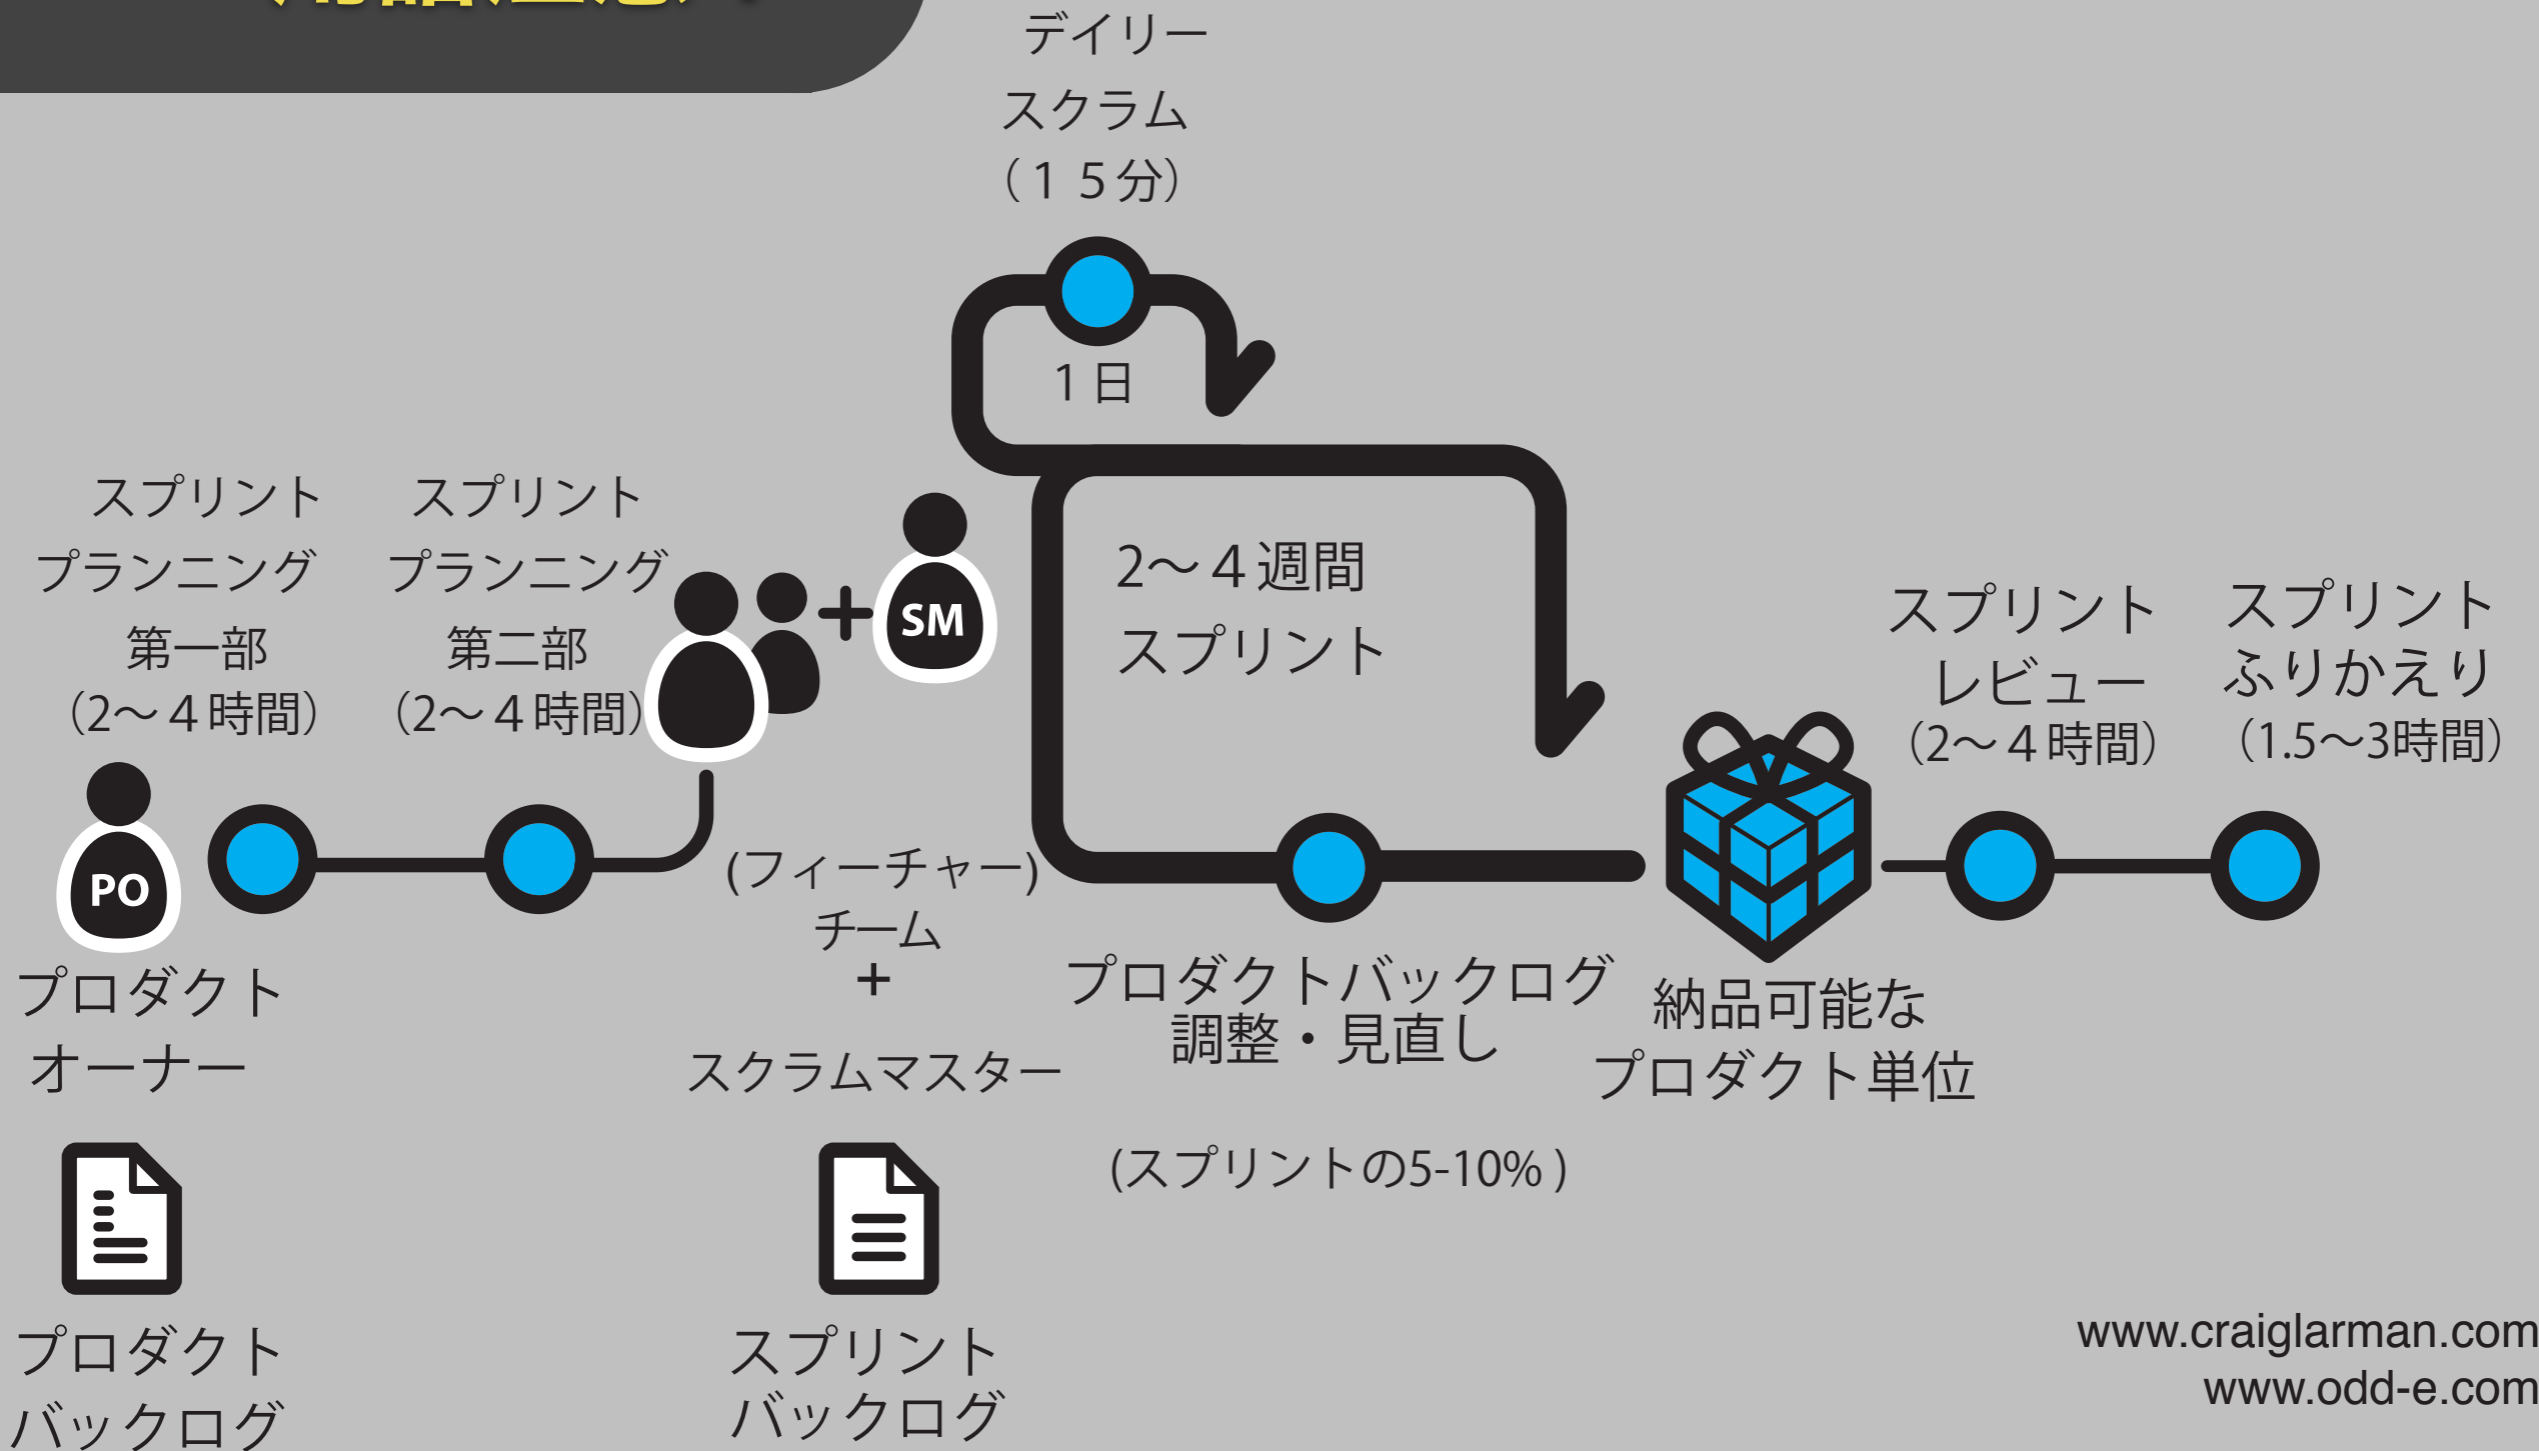 デイリー
スクラム
（１５分）
１日
スプリント
プランニング
第一部
（2〜４時間）
スプリント
プランニング
第二部
（2〜４時間）
SM
2〜４週間
スプリント
スプリント
レビュー
（2〜４時間）
スプリント
ふりかえり
（1.5〜3時間）
PO
プロダクト
オーナー
(フィーチャー)
チーム
+
スクラムマスター
プロダクトバックログ
調整・見直し
(スプリントの5-10% )
納品可能な
プロダクト単位
プロダクト
バックログ
スプリント
バックログ
www.craiglarman.com
www.odd-e.com